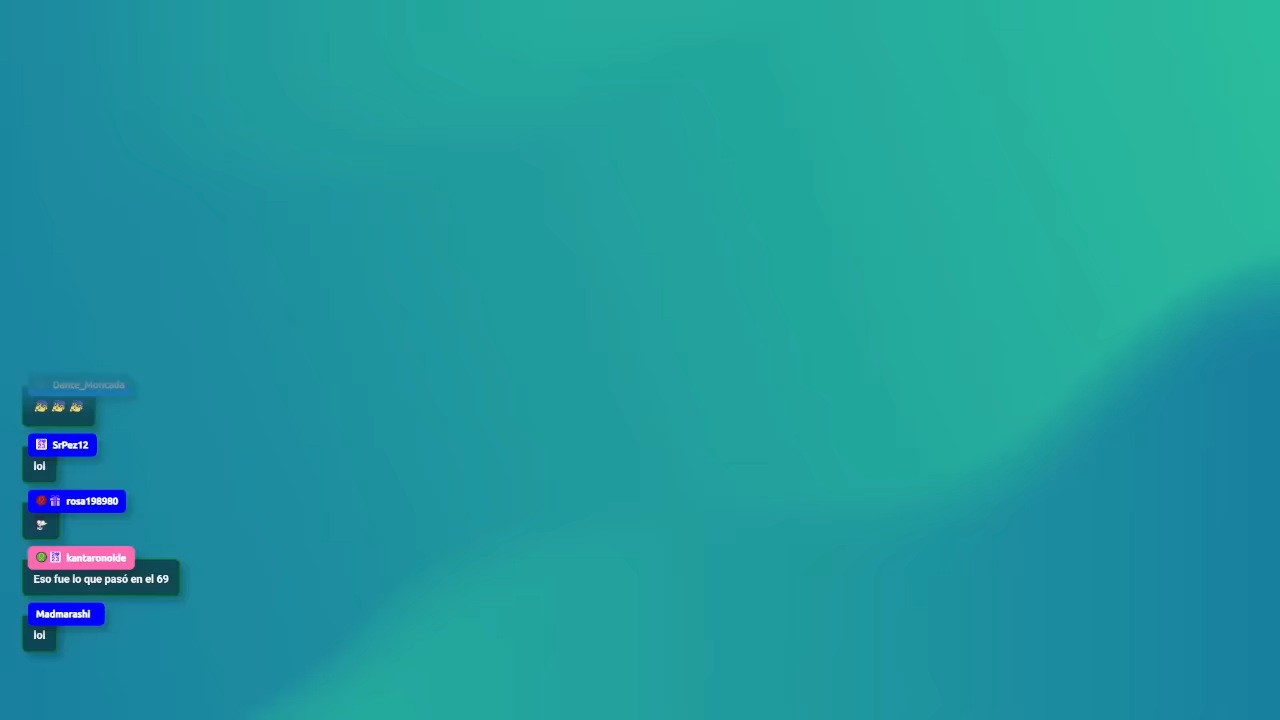 Dante_Moncada
SrPez12
lol
rosa198980
kantaronoide
Eso fue lo que pasó en el 69
Madmarashi
lol